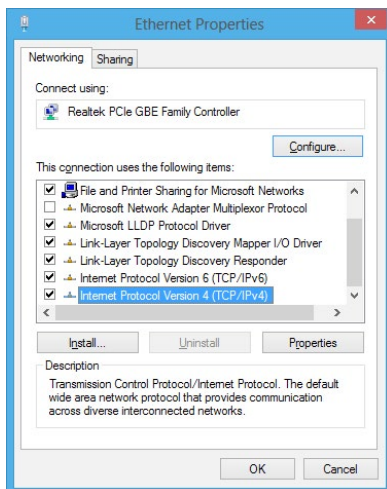 Ethernet Properties
Networking
Sharing
Connect using:
Realtek PCIe GBE Family Controller
Configure...
This connection uses the following items:
File and Printer Sharing for Microsoft Networks
Microsoft Network Adapter Multiplexor Protocol
Microsoft LLDP Protocol Driver
Link-Layer Topology Discovery Mapper I/O Driver
Link-Layer Topology Discovery Responder
Internet Protocol Version 6 (TCP/IPv6)
Internet Protocol Version 4 (TCP/IPv4)
Install...
Uninstall
Properties
Description
Transmission Control Protocol/Internet Protocol. The default
wide area network protocol that provides communication
across diverse interconnected networks.
OK
Cancel